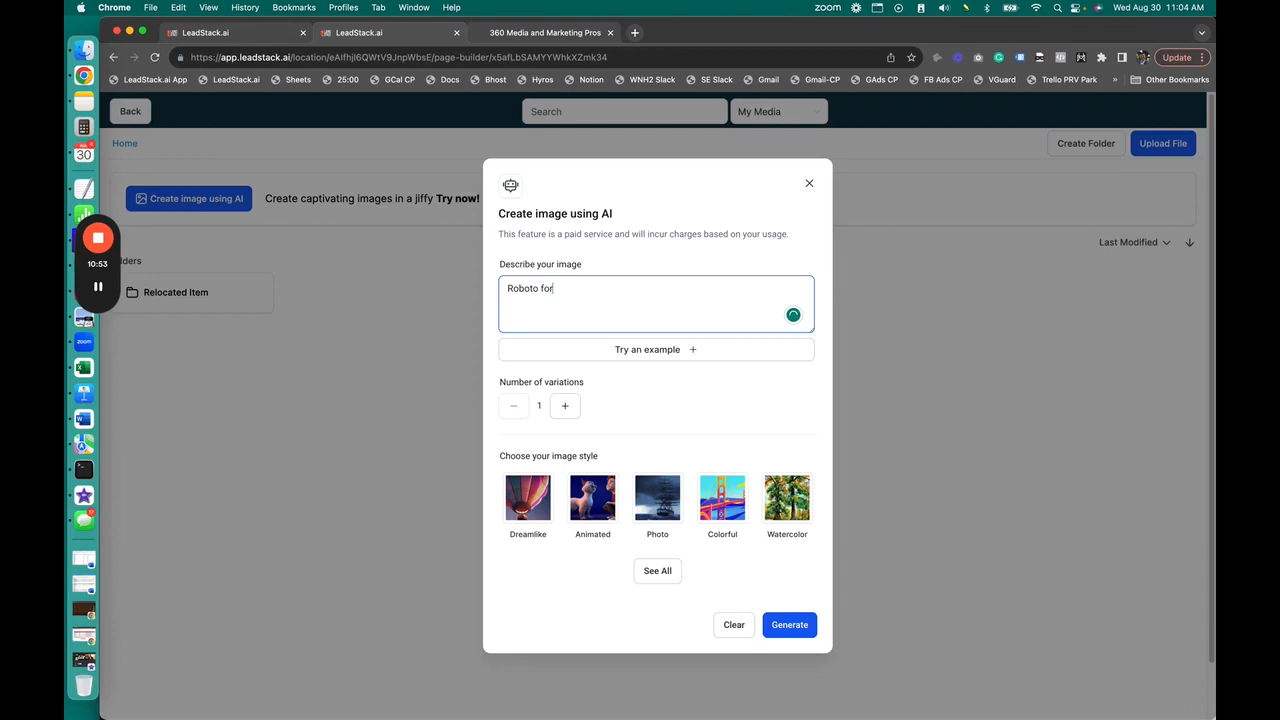 Chrome File Edit View History Bookmarks Profiles Tab Window Help zoom Wed Aug 30 11:04 AM
LeadStack.ai LeadStack.ai 360 Media and Marketing Pros
https://app.leadstack.ai/location/eAIfhjI6QWtV9JnpWbsE/page-builder/x5afLbSAMYYWhkXZmk34 Update
LeadStack.ai App LeadStack.ai Sheets 25:00 GCal CP Docs Bhost Hyros Notion WNH2 Slack SE Slack Gmail Gmail-CP GAds CP FB Ads CP VGuard Trello PRV Park » Other Bookmarks
Back Search My Media
Home Create Folder Upload File
Create image using AI Create captivating images in a jiffy Try now!
Last Modified
ders
Relocated Item
30
10:53
zoom
17
Create image using AI
This feature is a paid service and will incur charges based on your usage.
Describe your image
Roboto for
Try an example +
Number of variations
− 1 +
Choose your image style
Dreamlike Animated Photo Colorful Watercolor
See All
Clear Generate